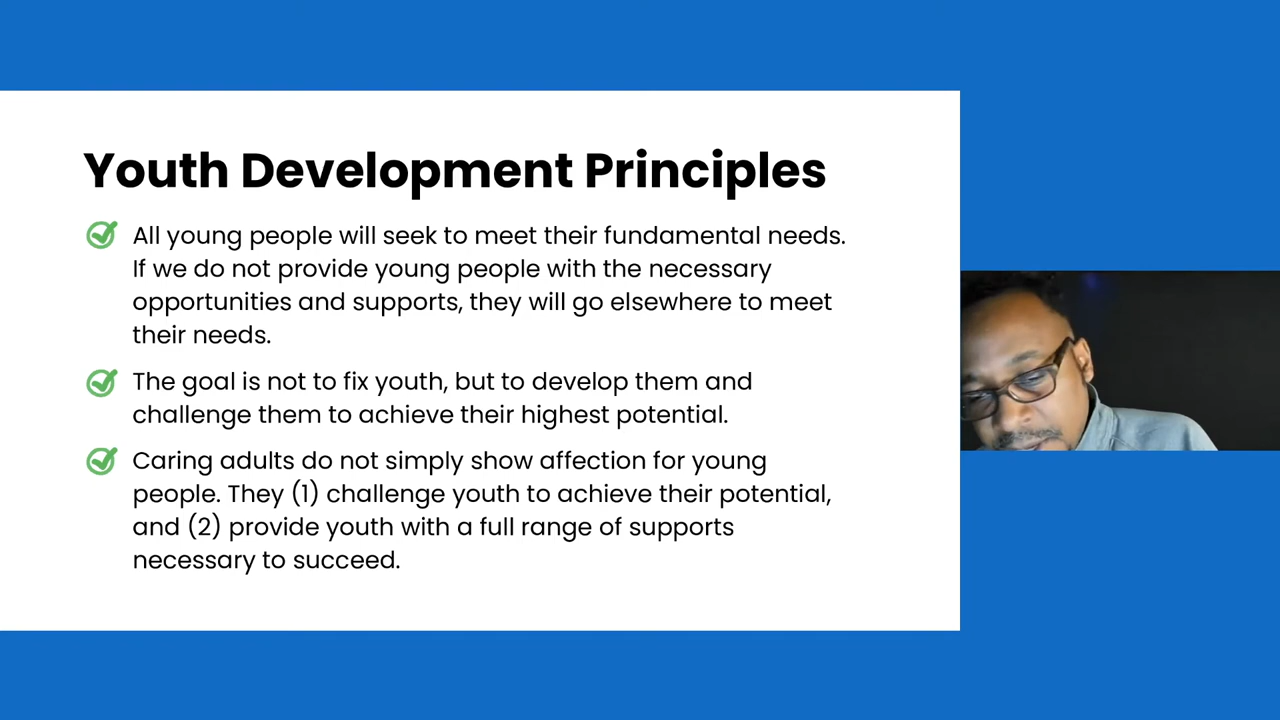 Youth Development Principles
All young people will seek to meet their fundamental needs.
If we do not provide young people with the necessary
opportunities and supports, they will go elsewhere to meet
their needs.
The goal is not to fix youth, but to develop them and
challenge them to achieve their highest potential.
Caring adults do not simply show affection for young
people. They (1) challenge youth to achieve their potential,
and (2) provide youth with a full range of supports
necessary to succeed.